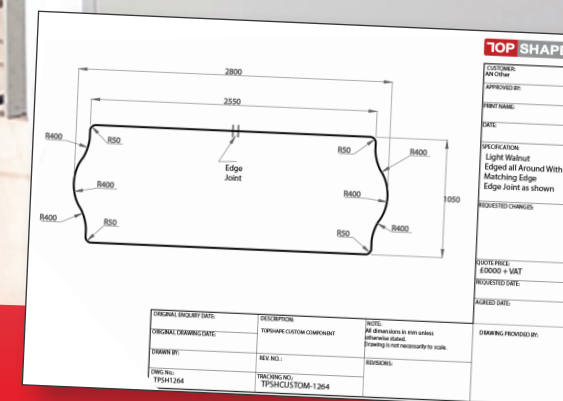 TOP SHAPE
2800
2550
R400
R50
R50
R400
Edge
Joint
R400
R400
1050
R400
R50
R50
R400
CUSTOMER:
AN Other
APPROVED BY:
PRINT NAME:
DATE:
SPECIFICATION:
Light Walnut
Edged all Around With
Matching Edge
Edge Joint as shown
REQUESTED CHANGES:
QUOTE PRICE:
£0000 + VAT
REQUESTED DATE:
AGREED DATE:
ORIGINAL ENQUIRY DATE:
ORIGINAL DRAWING DATE:
DRAWN BY:
DWG No:
TPSH1264
DESCRIPTION:
TOPSHAPE CUSTOM COMPONENT
REV. NO.:
TRACKING NO:
TPSHCUSTOM-1264
NOTE:
All dimensions in mm unless
otherwise stated.
Drawing is not necessarily to scale.
REVISIONS:
DRAWING PROVIDED BY: